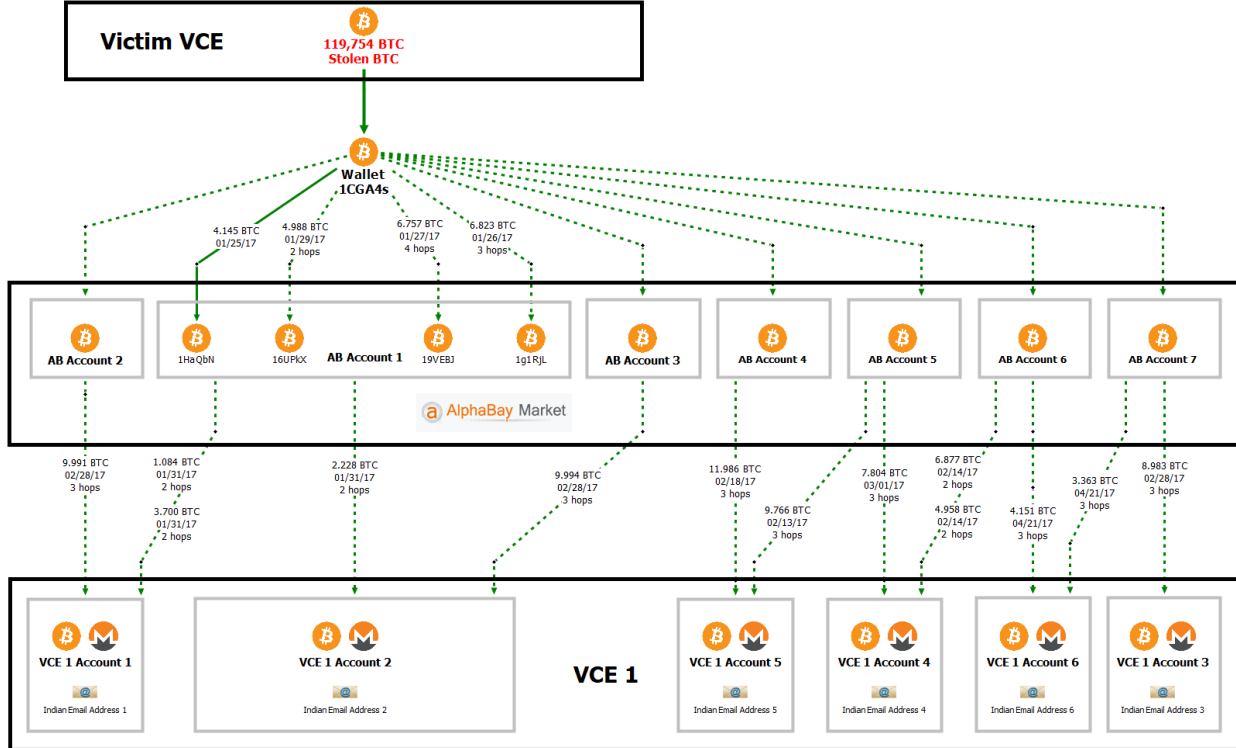 Victim VCE
119,754 BTC
Stolen BTC
Wallet
1CGA4s
4.145 BTC
01/25/17
4.988 BTC
01/29/17
2 hops
6.757 BTC
01/27/17
4 hops
6.823 BTC
01/26/17
3 hops
AB Account 2
1HaQbN
16UPkX
AB Account 1
19VEBJ
1g1RjL
AB Account 3
AB Account 4
AB Account 5
AB Account 6
AB Account 7
a AlphaBay Market
9.991 BTC
02/28/17
3 hops
1.084 BTC
01/31/17
2 hops
3.700 BTC
01/31/17
2 hops
2.228 BTC
01/31/17
2 hops
9.994 BTC
02/28/17
3 hops
11.986 BTC
02/18/17
3 hops
9.766 BTC
02/13/17
3 hops
7.804 BTC
03/01/17
3 hops
6.877 BTC
02/14/17
2 hops
4.958 BTC
02/14/17
2 hops
4.151 BTC
04/21/17
3 hops
3.363 BTC
04/21/17
3 hops
8.983 BTC
02/28/17
3 hops
VCE 1 Account 1
Indian Email Address 1
VCE 1 Account 2
Indian Email Address 2
VCE 1
VCE 1 Account 5
Indian Email Address 5
VCE 1 Account 4
Indian Email Address 4
VCE 1 Account 6
Indian Email Address 6
VCE 1 Account 3
Indian Email Address 3